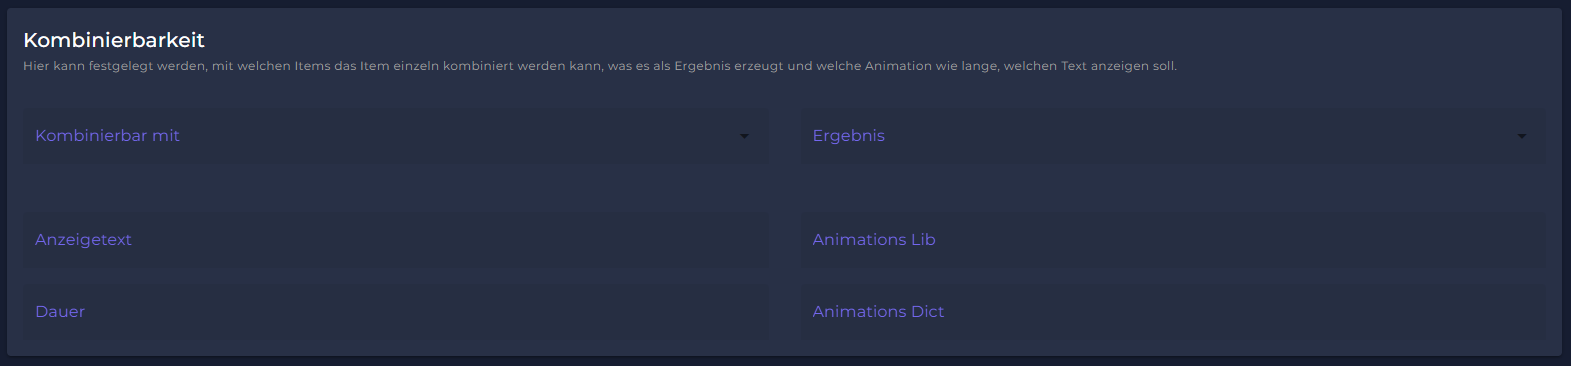 Kombinierbarkeit
Hier kann festgelegt werden, mit welchen Items das Item einzeln kombiniert werden kann, was es als Ergebnis erzeugt und welche Animation wie lange, welchen Text anzeigen soll.
Kombinierbar mit
Ergebnis
Anzeigetext
Animations Lib
Dauer
Animations Dict